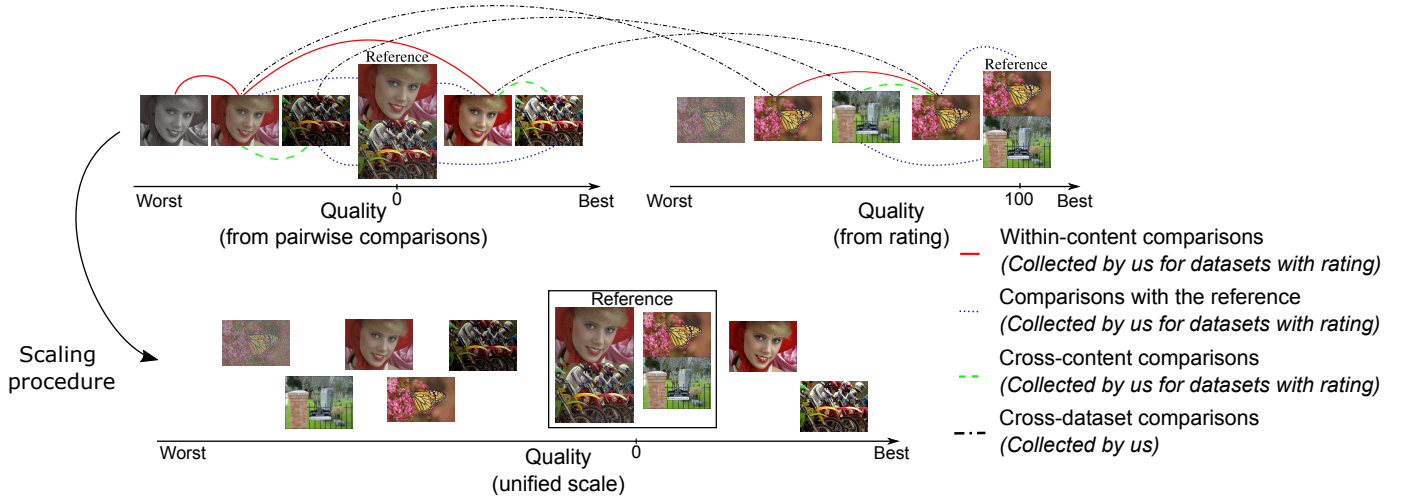 Reference
Reference
Worst
0
Best
Quality
(from pairwise comparisons)
Worst
100
Best
Quality
(from rating)
Within-content comparisons
(Collected by us for datasets with rating)
Comparisons with the reference
(Collected by us for datasets with rating)
Cross-content comparisons
(Collected by us for datasets with rating)
Cross-dataset comparisons
(Collected by us)
Scaling
procedure
Reference
Worst
0
Best
Quality
(unified scale)